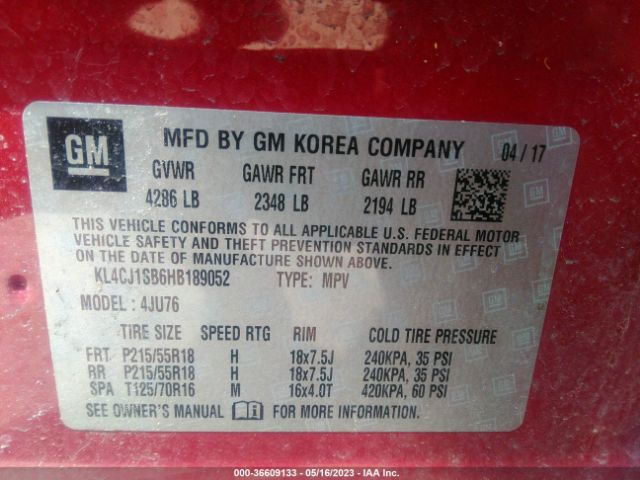 GM MFD BY GM KOREA COMPANY 04 / 17
GVWR GAWR FRT GAWR RR
4286 LB 2348 LB 2194 LB
THIS VEHICLE CONFORMS TO ALL APPLICABLE U.S. FEDERAL MOTOR
VEHICLE SAFETY AND THEFT PREVENTION STANDARDS IN EFFECT
ON THE DATE OF MANUFACTURE SHOWN ABOVE.
KL4CJ1SB6HB189052 TYPE: MPV
MODEL : 4JU76
TIRE SIZE SPEED RTG RIM COLD TIRE PRESSURE
FRT P215/55R18 H 18x7.5J 240KPA, 35 PSI
RR P215/55R18 H 18x7.5J 240KPA, 35 PSI
SPA T125/70R16 M 16x4.0T 420KPA, 60 PSI
SEE OWNER'S MANUAL FOR MORE INFORMATION.
000-36609133 - 05/16/2023 - IAA Inc.